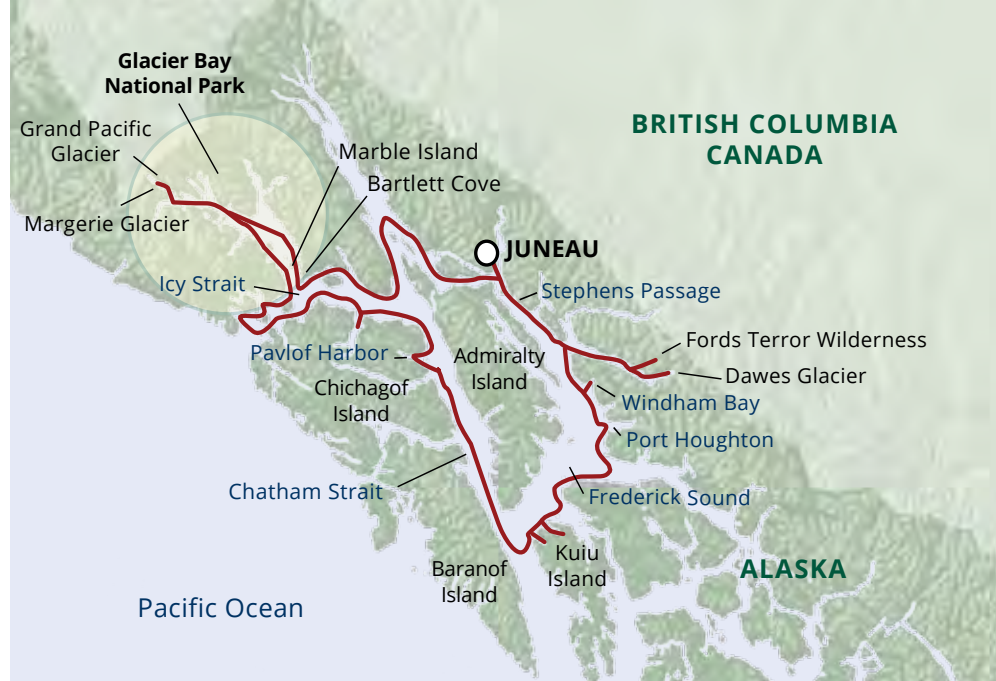 Glacier Bay
National Park
Grand Pacific
Glacier
Margerie Glacier
Marble Island
Bartlett Cove
BRITISH COLUMBIA
CANADA
JUNEAU
Icy Strait
Stephens Passage
Pavlof Harbor
Admiralty
Island
Fords Terror Wilderness
Dawes Glacier
Chichagof
Island
Windham Bay
Port Houghton
Chatham Strait
Frederick Sound
Baranof
Island
Kuiu
Island
ALASKA
Pacific Ocean